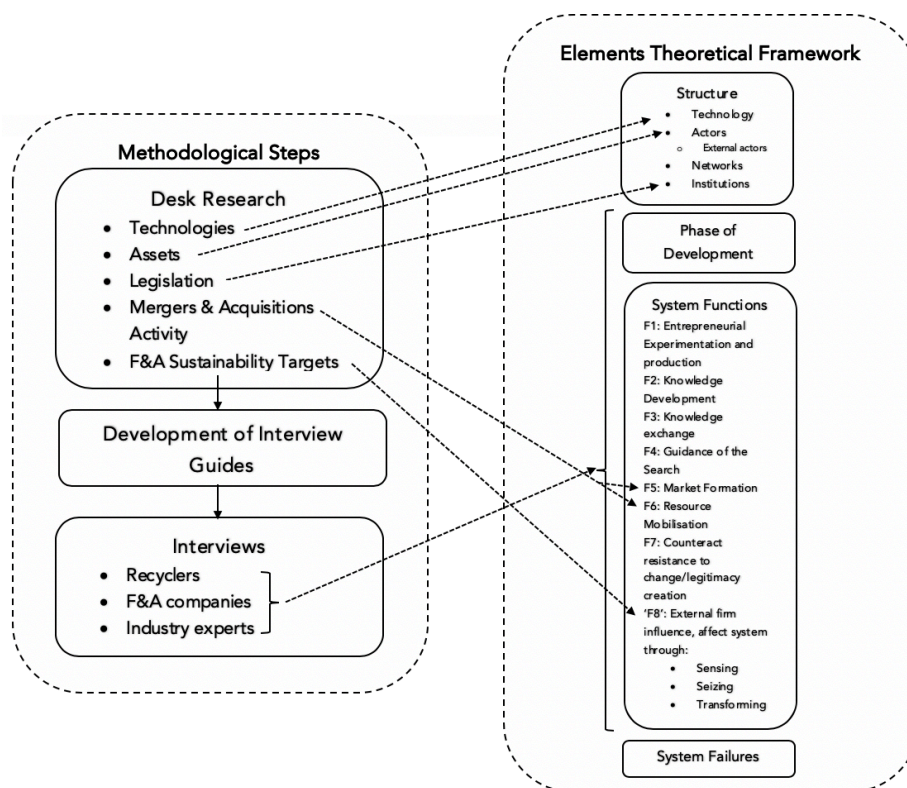 Methodological Steps
Desk Research
• Technologies
• Assets
• Legislation
• Mergers & Acquisitions
Activity
• F&A Sustainability Targets
Development of Interview
Guides
Interviews
• Recyclers
• F&A companies
• Industry experts
Elements Theoretical Framework
Structure
• Technology
• Actors
o External actors
• Networks
• Institutions
Phase of
Development
System Functions
F1: Entrepreneurial
Experimentation and
production
F2: Knowledge
Development
F3: Knowledge
exchange
F4: Guidance of the
Search
F5: Market Formation
F6: Resource
Mobilisation
F7: Counteract
resistance to
change/legitimacy
creation
'F8': External firm
influence, affect system
through:
• Sensing
• Seizing
• Transforming
System Failures